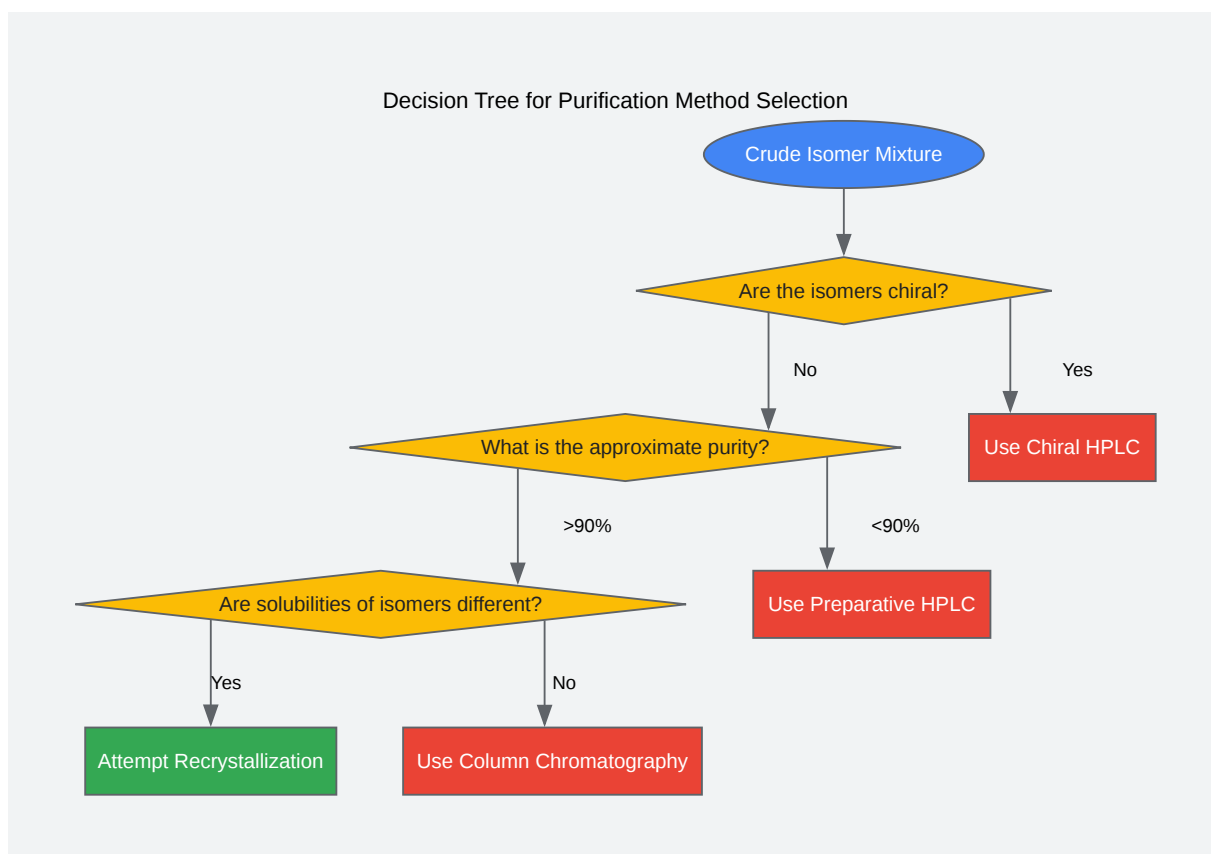 Decision Tree for Purification Method Selection
Crude Isomer Mixture
Are the isomers chiral?
No
Yes
What is the approximate purity?
Use Chiral HPLC
>90%
<90%
Are solubilities of isomers different?
Use Preparative HPLC
Yes
No
Attempt Recrystallization
Use Column Chromatography